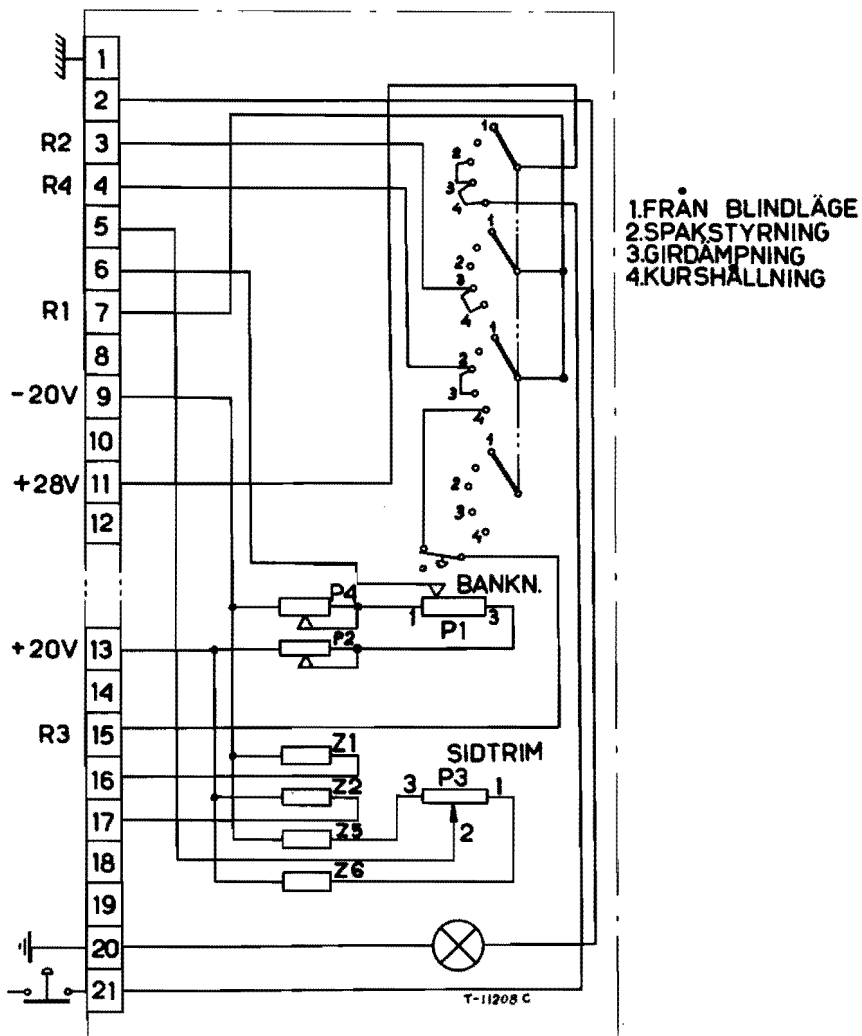 1
2
R2 3
R4 4
5
6
R1 7
8
-20V 9
10
+28V 11
12
+20V 13
14
R3 15
16
17
18
19
20
21
1
2
3
4
1
2
3
4
1
2
3
4
1
2
3
4
1.FRÅN BLINDLÄGE
2.SPAKSTYRNING
3.GIRDÄMPNING
4.KURSHÅLLNING
P4
BANKN.
1 P1 3
P2
Z1
SIDTRIM
Z2
3 P3 1
2
Z5
Z6
T-11208 C